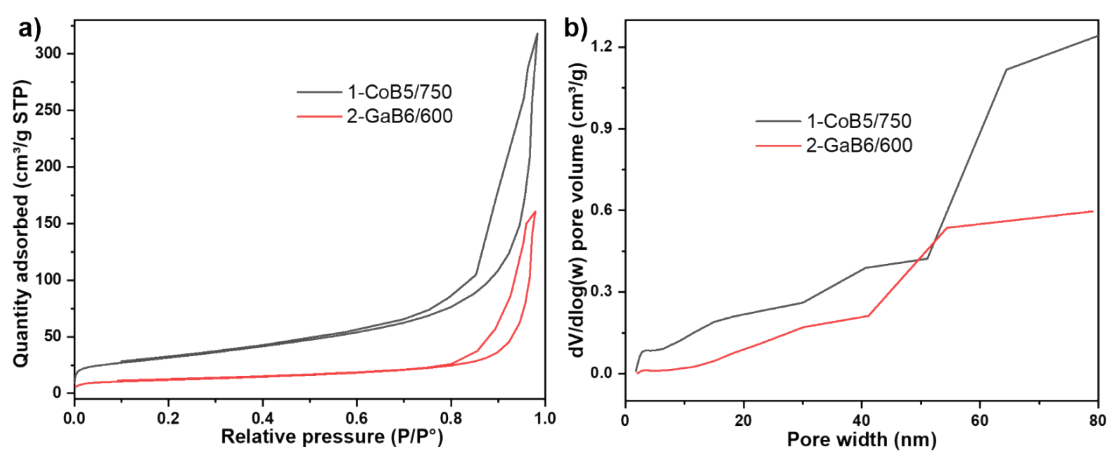 a)
Quantity adsorbed (cm³/g STP)
300
250
200
150
100
50
0
1-CoB5/750
2-GaB6/600
0.0 0.2 0.4 0.6 0.8 1.0
Relative pressure (P/P°)
b)
dV/dlog(w) pore volume (cm³/g)
1.2
0.9
0.6
0.3
0.0
1-CoB5/750
2-GaB6/600
0 20 40 60 80
Pore width (nm)